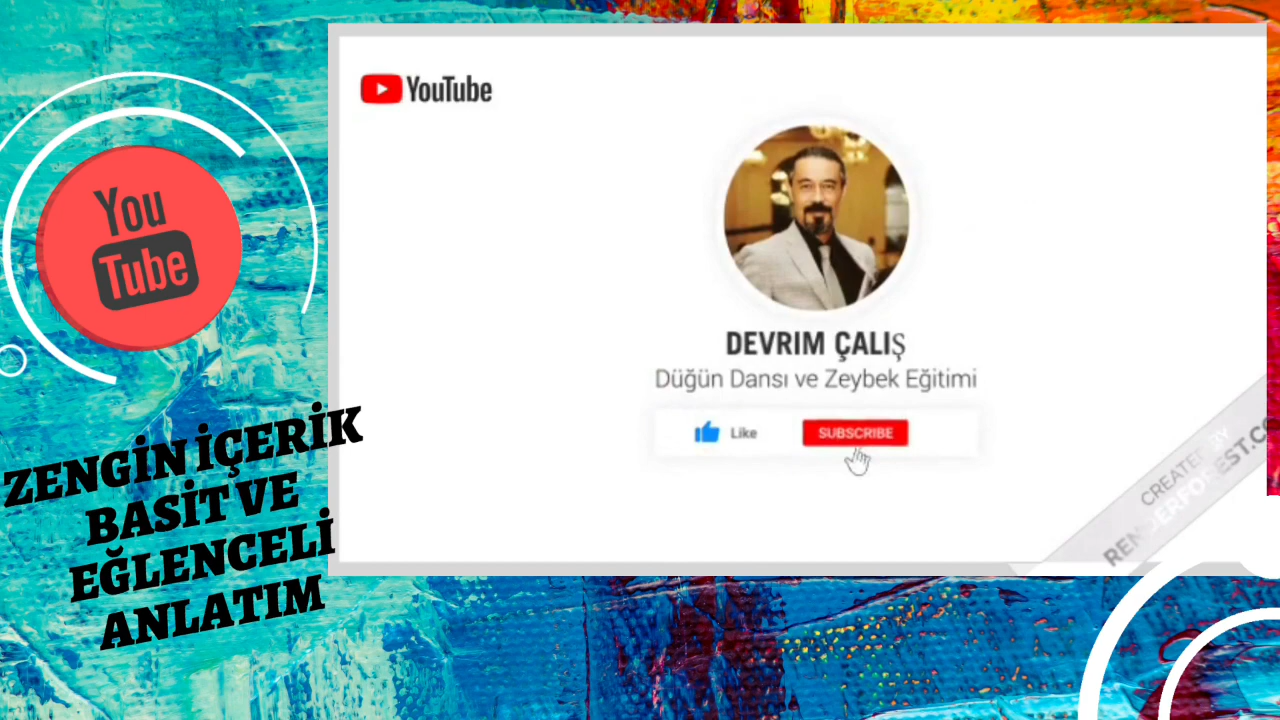 YouTube
You
Tube
DEVRIM ÇALIŞ
Düğün Dansı ve Zeybek Eğitimi
Like
SUBSCRIBE
ZENGİN İÇERİK
BASİT VE
EĞLENCELİ
ANLATIM
CREATED BY
RENDERFOREST.CO